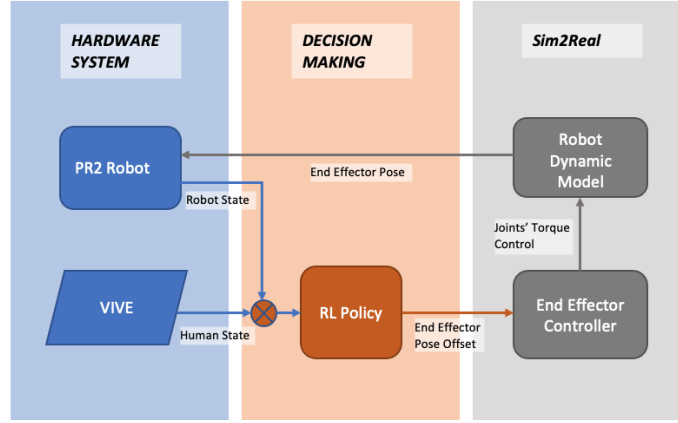 HARDWARE
SYSTEM
DECISION
MAKING
Sim2Real
PR2 Robot
End Effector Pose
Robot
Dynamic
Model
Robot State
Joints' Torque
Control
VIVE
Human State
RL Policy
End Effector
Pose Offset
End Effector
Controller